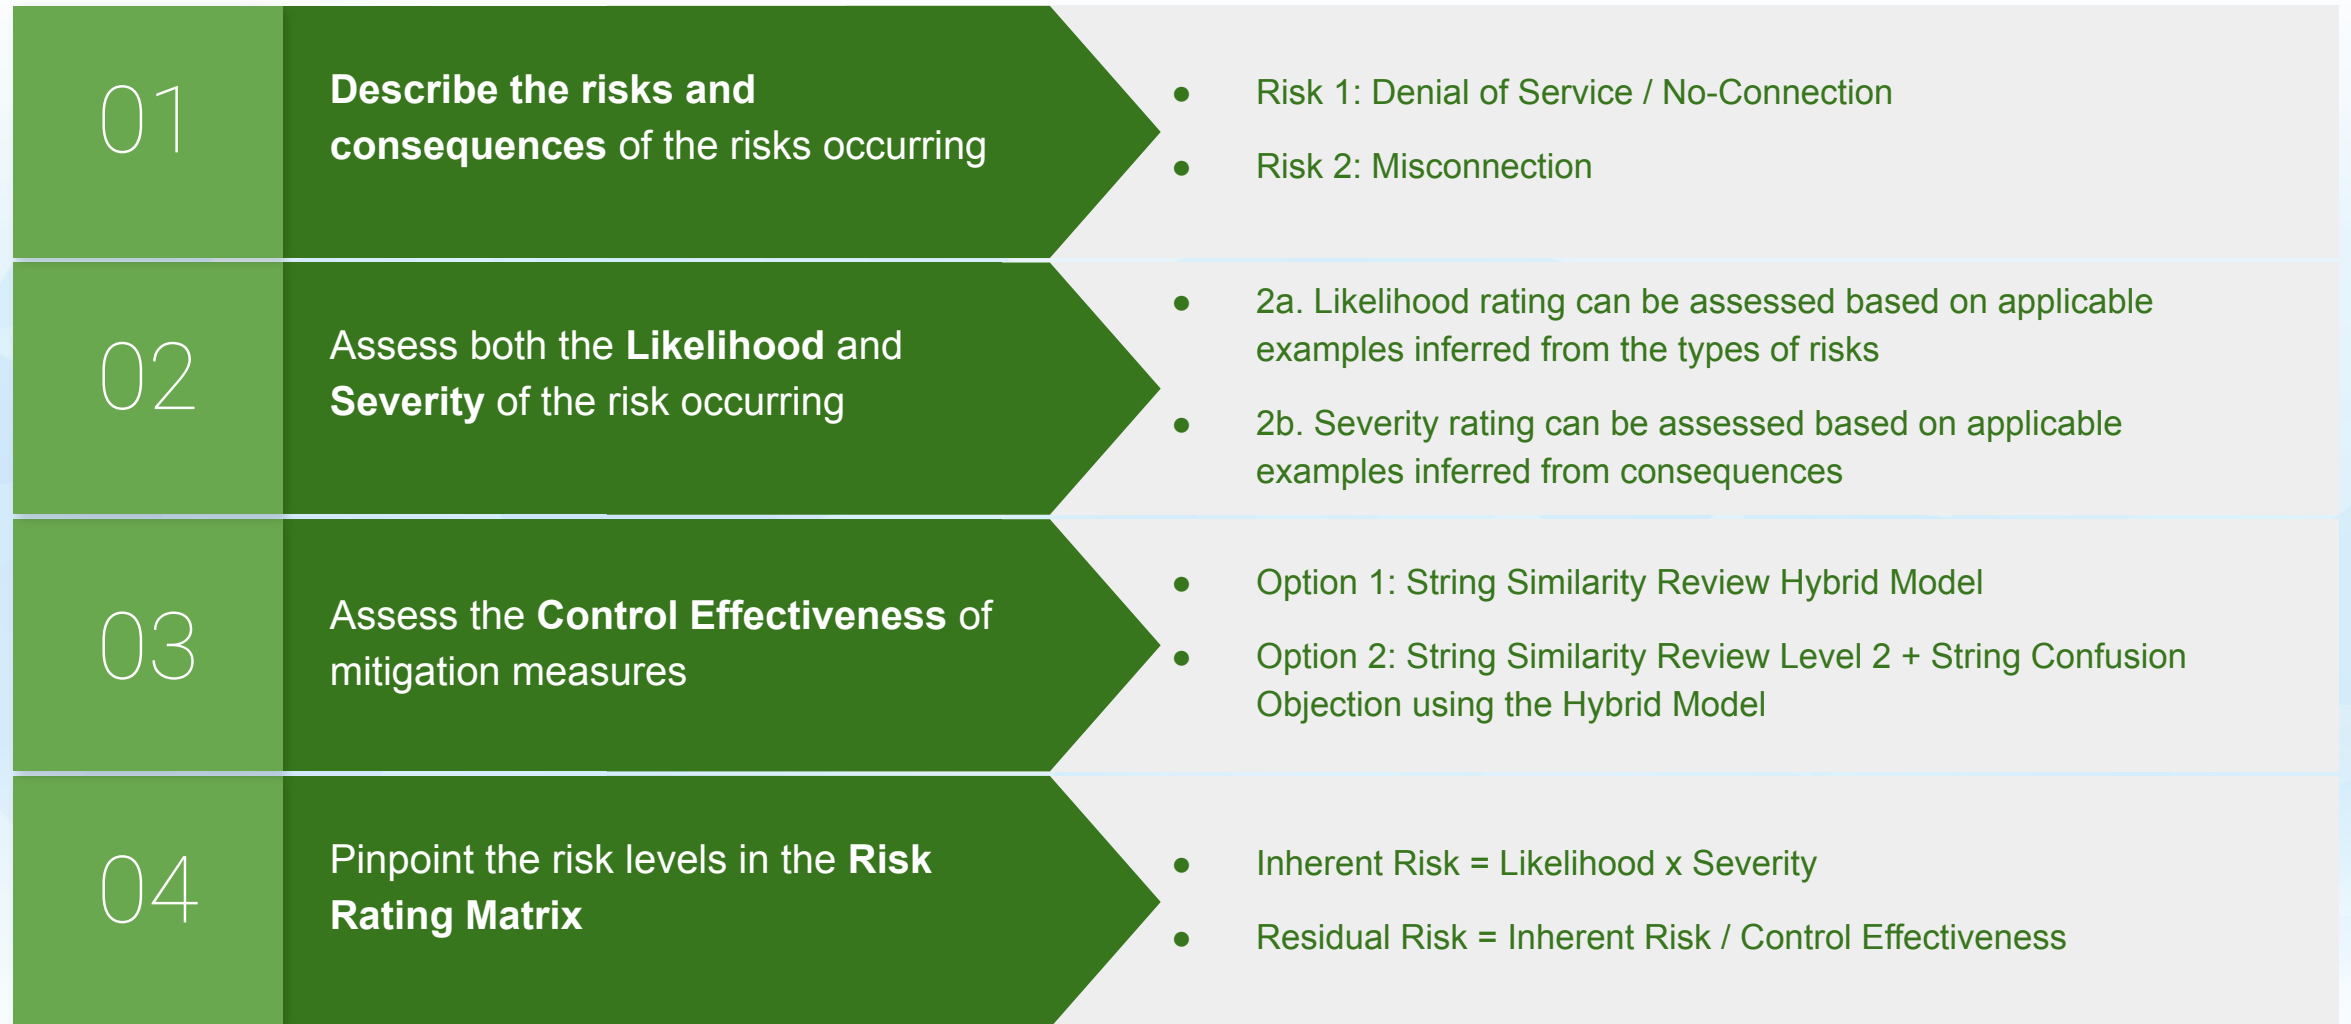 01
Describe the risks and
consequences of the risks occurring
● Risk 1: Denial of Service / No-Connection
● Risk 2: Misconnection
02
Assess both the Likelihood and
Severity of the risk occurring
● 2a. Likelihood rating can be assessed based on applicable
examples inferred from the types of risks
● 2b. Severity rating can be assessed based on applicable
examples inferred from consequences
03
Assess the Control Effectiveness of
mitigation measures
● Option 1: String Similarity Review Hybrid Model
● Option 2: String Similarity Review Level 2 + String Confusion
Objection using the Hybrid Model
04
Pinpoint the risk levels in the Risk
Rating Matrix
● Inherent Risk = Likelihood x Severity
● Residual Risk = Inherent Risk / Control Effectiveness